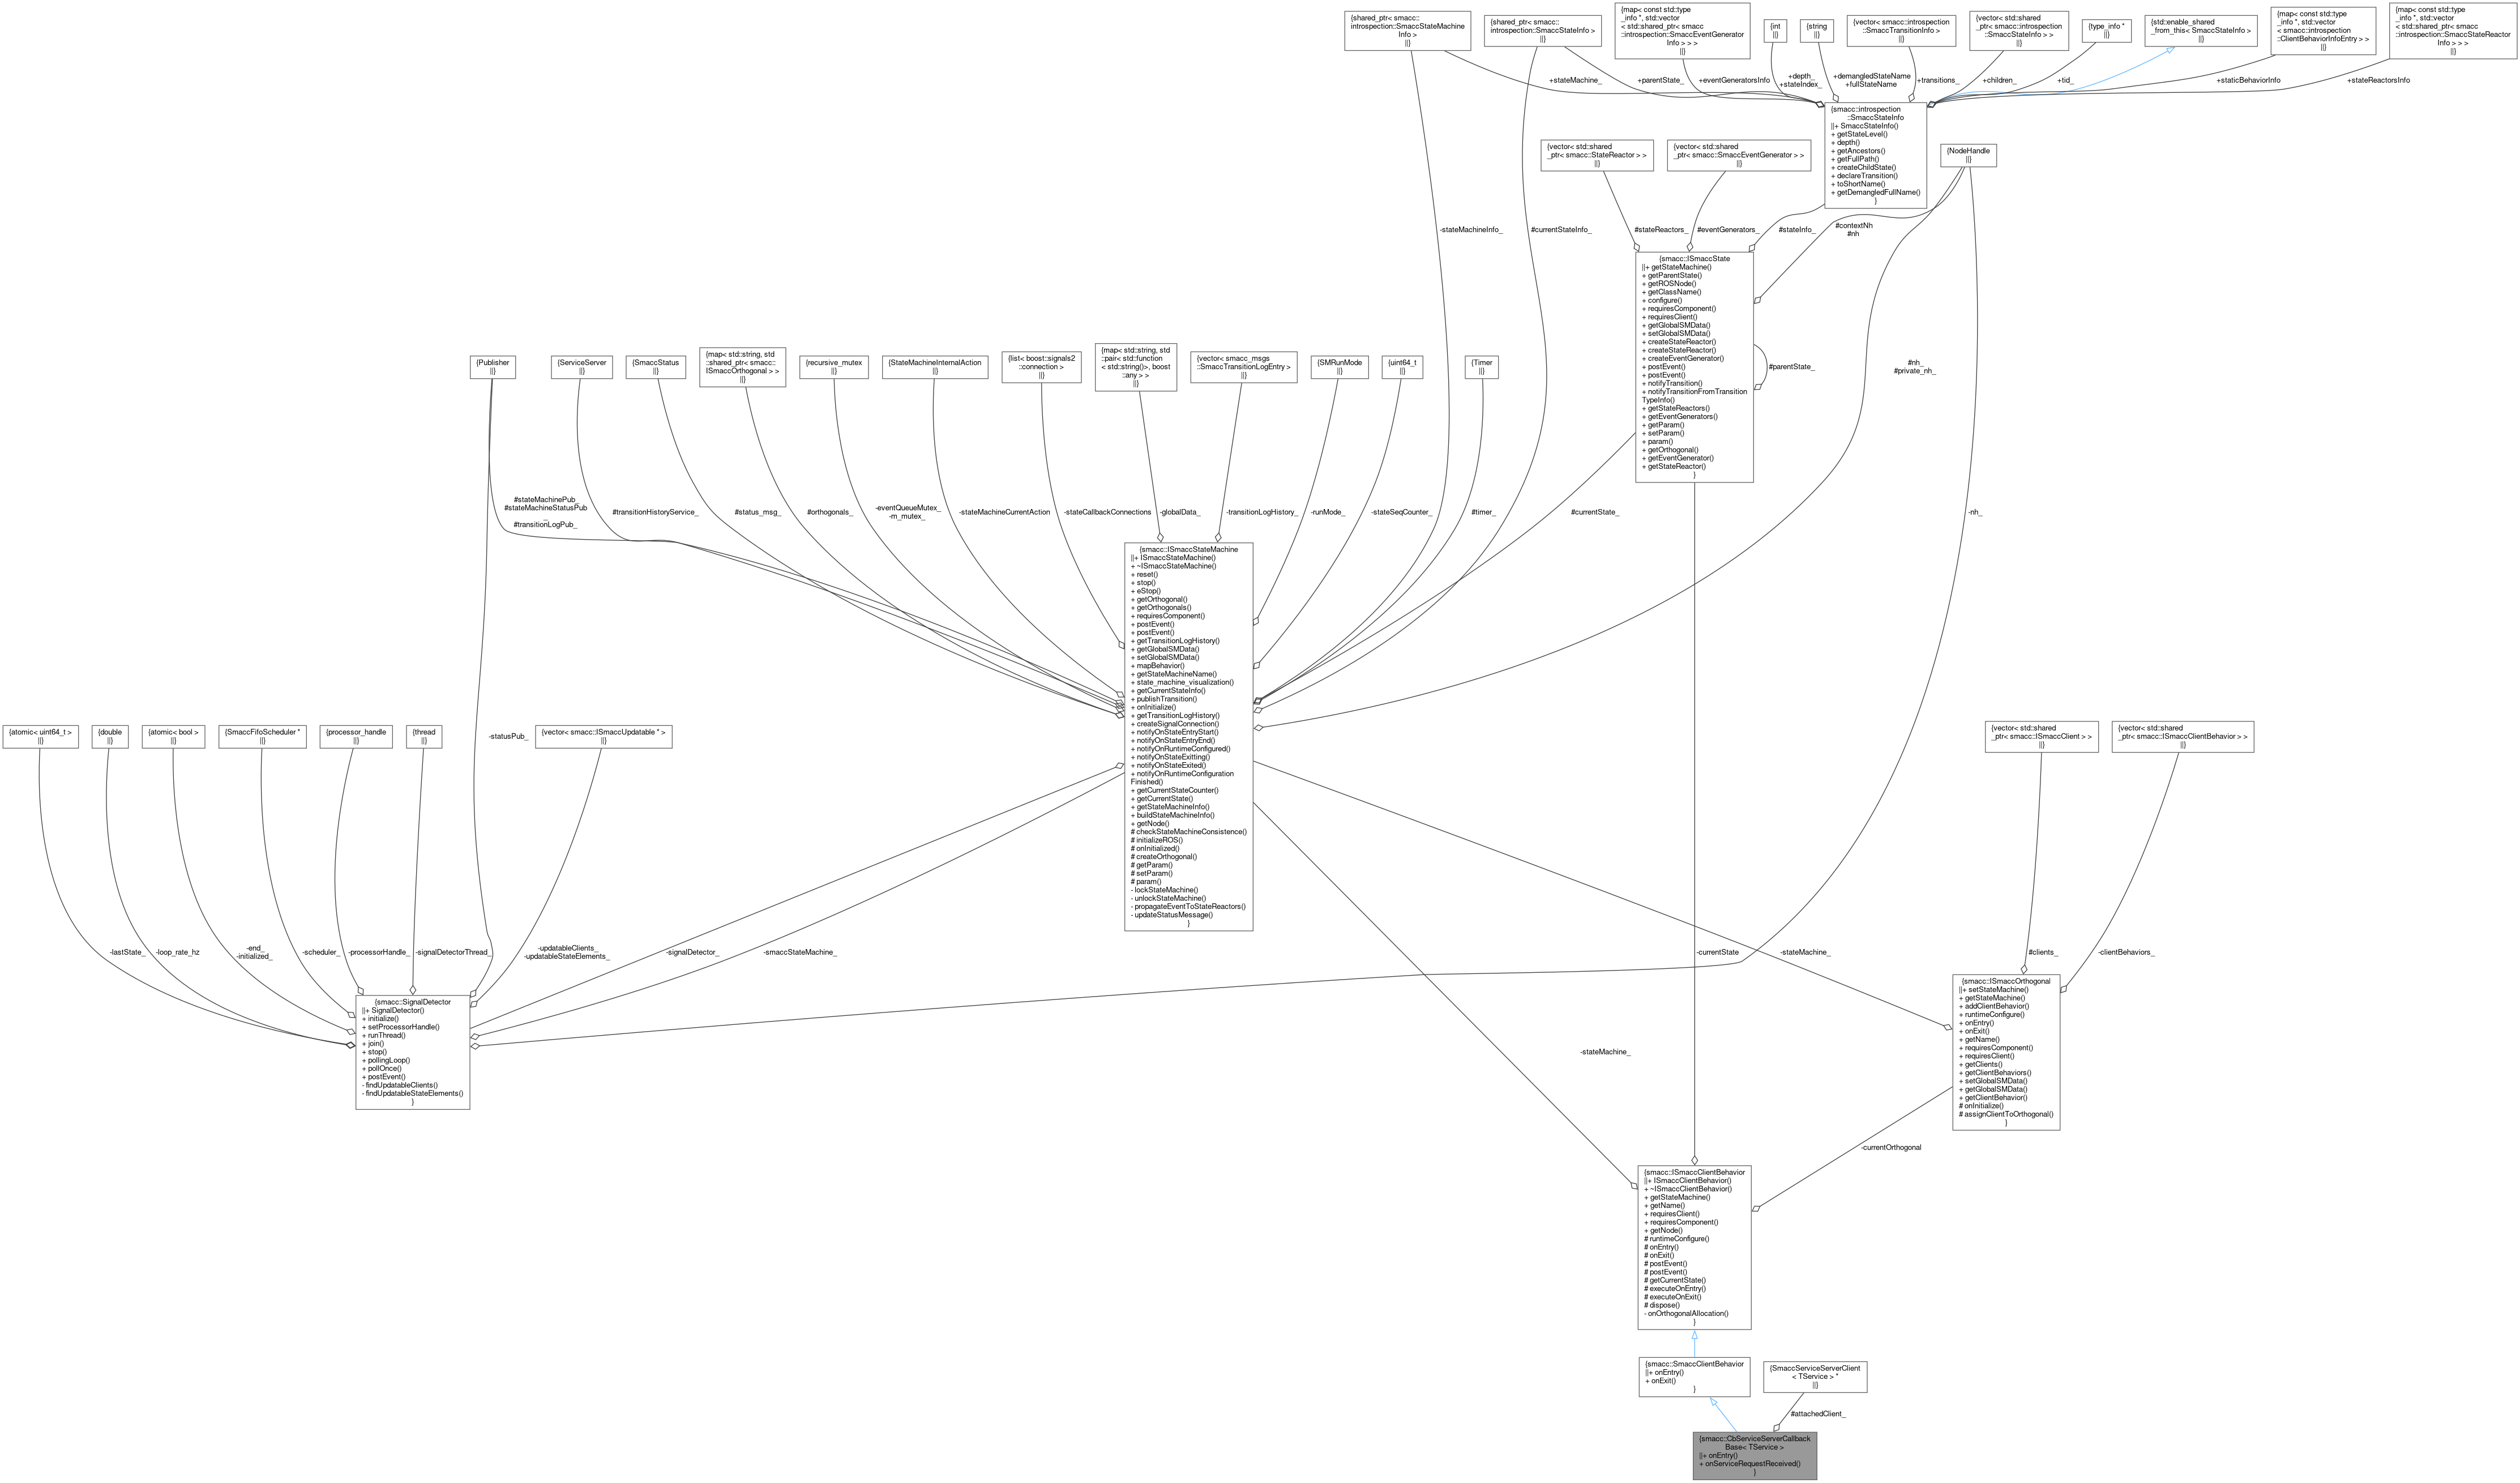 {shared_ptr< smacc::
introspection::SmaccStateMachine
Info >
||}
{shared_ptr< smacc::
introspection::SmaccStateInfo >
||}
{map< const std::type
_info *, std::vector
< std::shared_ptr< smacc
::introspection::SmaccEventGenerator
Info > > >
||}
{int
||}
{string
||}
{vector< smacc::introspection
::SmaccTransitionInfo >
||}
{vector< std::shared
_ptr< smacc::introspection
::SmaccStateInfo > >
||}
{type_info *
||}
{std::enable_shared
_from_this< SmaccStateInfo >
||}
{map< const std::type
_info *, std::vector
< smacc::introspection
::ClientBehaviorInfoEntry > >
||}
{map< const std::type
_info *, std::vector
< std::shared_ptr< smacc
::introspection::SmaccStateReactor
Info > > >
||}
+stateMachine_
+parentState_
+eventGeneratorsInfo
+depth_
+stateIndex_
+demangledStateName
+fullStateName
+transitions_
+children_
+tid_
+staticBehaviorInfo
+stateReactorsInfo
{smacc::introspection
::SmaccStateInfo
||+ SmaccStateInfo()
+ getStateLevel()
+ depth()
+ getAncestors()
+ getFullPath()
+ createChildState()
+ declareTransition()
+ toShortName()
+ getDemangledFullName()
}
{vector< std::shared
_ptr< smacc::StateReactor > >
||}
{vector< std::shared
_ptr< smacc::SmaccEventGenerator > >
||}
{NodeHandle
||}
-stateMachineInfo_
#currentStateInfo_
#stateReactors_
#eventGenerators_
#stateInfo_
#contextNh
#nh
{smacc::ISmaccState
||+ getStateMachine()
+ getParentState()
+ getROSNode()
+ getClassName()
+ configure()
+ requiresComponent()
+ requiresClient()
+ getGlobalSMData()
+ setGlobalSMData()
+ createStateReactor()
+ createStateReactor()
+ createEventGenerator()
+ postEvent()
+ postEvent()
+ notifyTransition()
+ notifyTransitionFromTransition
TypeInfo()
+ getStateReactors()
+ getEventGenerators()
+ getParam()
+ setParam()
+ param()
+ getOrthogonal()
+ getEventGenerator()
+ getStateReactor()
}
#parentState_
#nh_
#private_nh_
{Publisher
||}
{ServiceServer
||}
{SmaccStatus
||}
{map< std::string, std
::shared_ptr< smacc::
ISmaccOrthogonal > >
||}
{recursive_mutex
||}
{StateMachineInternalAction
||}
{list< boost::signals2
::connection >
||}
{map< std::string, std
::pair< std::function
< std::string()>, boost
::any > >
||}
{vector< smacc_msgs
::SmaccTransitionLogEntry >
||}
{SMRunMode
||}
{uint64_t
||}
{Timer
||}
#stateMachinePub_
#stateMachineStatusPub
_
#transitionLogPub_
#transitionHistoryService_
#status_msg_
#orthogonals_
-eventQueueMutex_
-m_mutex_
-stateMachineCurrentAction
-stateCallbackConnections
-globalData_
-transitionLogHistory_
-runMode_
-stateSeqCounter_
#timer_
#currentState_
-nh_
{smacc::ISmaccStateMachine
||+ ISmaccStateMachine()
+ ~ISmaccStateMachine()
+ reset()
+ stop()
+ eStop()
+ getOrthogonal()
+ getOrthogonals()
+ requiresComponent()
+ postEvent()
+ postEvent()
+ getTransitionLogHistory()
+ getGlobalSMData()
+ setGlobalSMData()
+ mapBehavior()
+ getStateMachineName()
+ state_machine_visualization()
+ getCurrentStateInfo()
+ publishTransition()
+ onInitialize()
+ getTransitionLogHistory()
+ createSignalConnection()
+ notifyOnStateEntryStart()
+ notifyOnStateEntryEnd()
+ notifyOnRuntimeConfigured()
+ notifyOnStateExitting()
+ notifyOnStateExited()
+ notifyOnRuntimeConfiguration
Finished()
+ getCurrentStateCounter()
+ getCurrentState()
+ getStateMachineInfo()
+ buildStateMachineInfo()
+ getNode()
# checkStateMachineConsistence()
# initializeROS()
# onInitialized()
# createOrthogonal()
# getParam()
# setParam()
# param()
- lockStateMachine()
- unlockStateMachine()
- propagateEventToStateReactors()
- updateStatusMessage()
}
{atomic< uint64_t >
||}
{double
||}
{atomic< bool >
||}
{SmaccFifoScheduler *
||}
{processor_handle
||}
{thread
||}
-statusPub_
{vector< smacc::ISmaccUpdatable * >
||}
{vector< std::shared
_ptr< smacc::ISmaccClient > >
||}
{vector< std::shared
_ptr< smacc::ISmaccClientBehavior > >
||}
-lastState_
-loop_rate_hz
-end_
-initialized_
-scheduler_
-processorHandle_
-signalDetectorThread_
-updatableClients_
-updatableStateElements_
-signalDetector_
-smaccStateMachine_
-currentState
-stateMachine_
#clients_
-clientBehaviors_
{smacc::SignalDetector
||+ SignalDetector()
+ initialize()
+ setProcessorHandle()
+ runThread()
+ join()
+ stop()
+ pollingLoop()
+ pollOnce()
+ postEvent()
- findUpdatableClients()
- findUpdatableStateElements()
}
{smacc::ISmaccOrthogonal
||+ setStateMachine()
+ getStateMachine()
+ addClientBehavior()
+ runtimeConfigure()
+ onEntry()
+ onExit()
+ getName()
+ requiresComponent()
+ requiresClient()
+ getClients()
+ getClientBehaviors()
+ setGlobalSMData()
+ getGlobalSMData()
+ getClientBehavior()
# onInitialize()
# assignClientToOrthogonal()
}
-stateMachine_
-currentOrthogonal
{smacc::ISmaccClientBehavior
||+ ISmaccClientBehavior()
+ ~ISmaccClientBehavior()
+ getStateMachine()
+ getName()
+ requiresClient()
+ requiresComponent()
+ getNode()
# runtimeConfigure()
# onEntry()
# onExit()
# postEvent()
# postEvent()
# getCurrentState()
# executeOnEntry()
# executeOnExit()
# dispose()
- onOrthogonalAllocation()
}
{smacc::SmaccClientBehavior
||+ onEntry()
+ onExit()
}
{SmaccServiceServerClient
< TService > *
||}
#attachedClient_
{smacc::CbServiceServerCallback
Base< TService >
||+ onEntry()
+ onServiceRequestReceived()
}